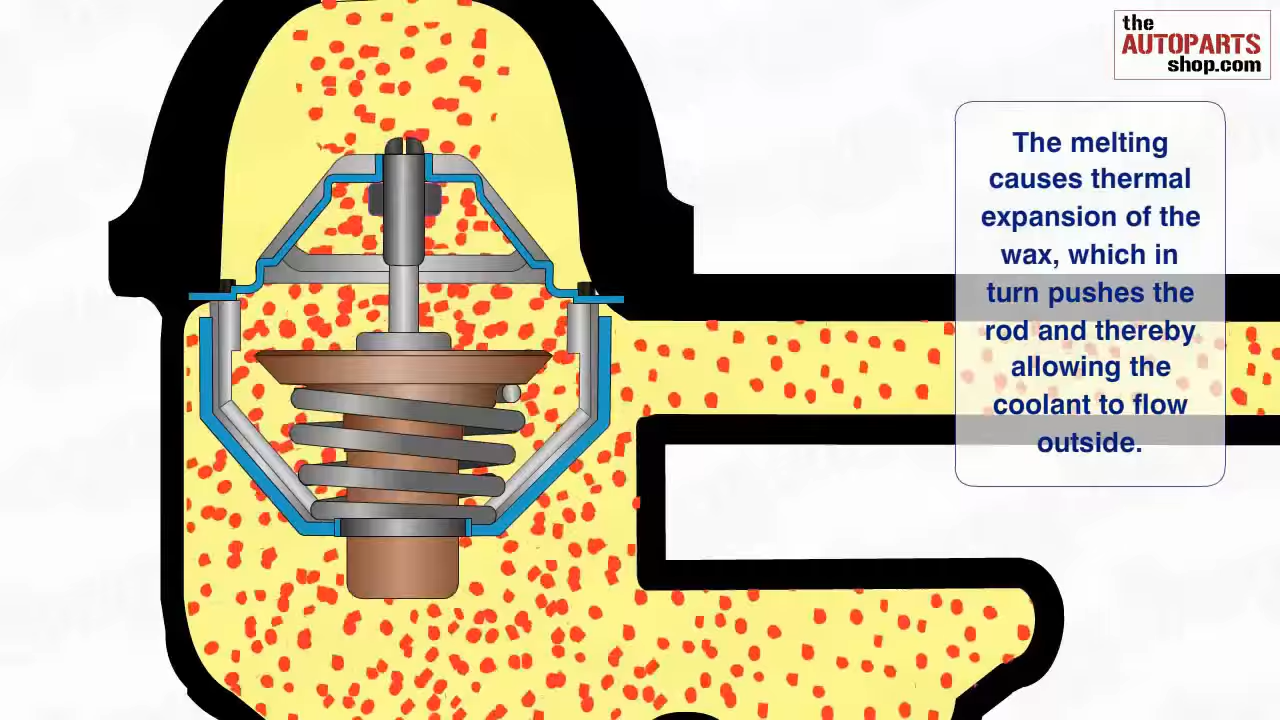 the
AUTOPARTS
shop.com
The melting
causes thermal
expansion of the
wax, which in
turn pushes the
rod and thereby
allowing the
coolant to flow
outside.